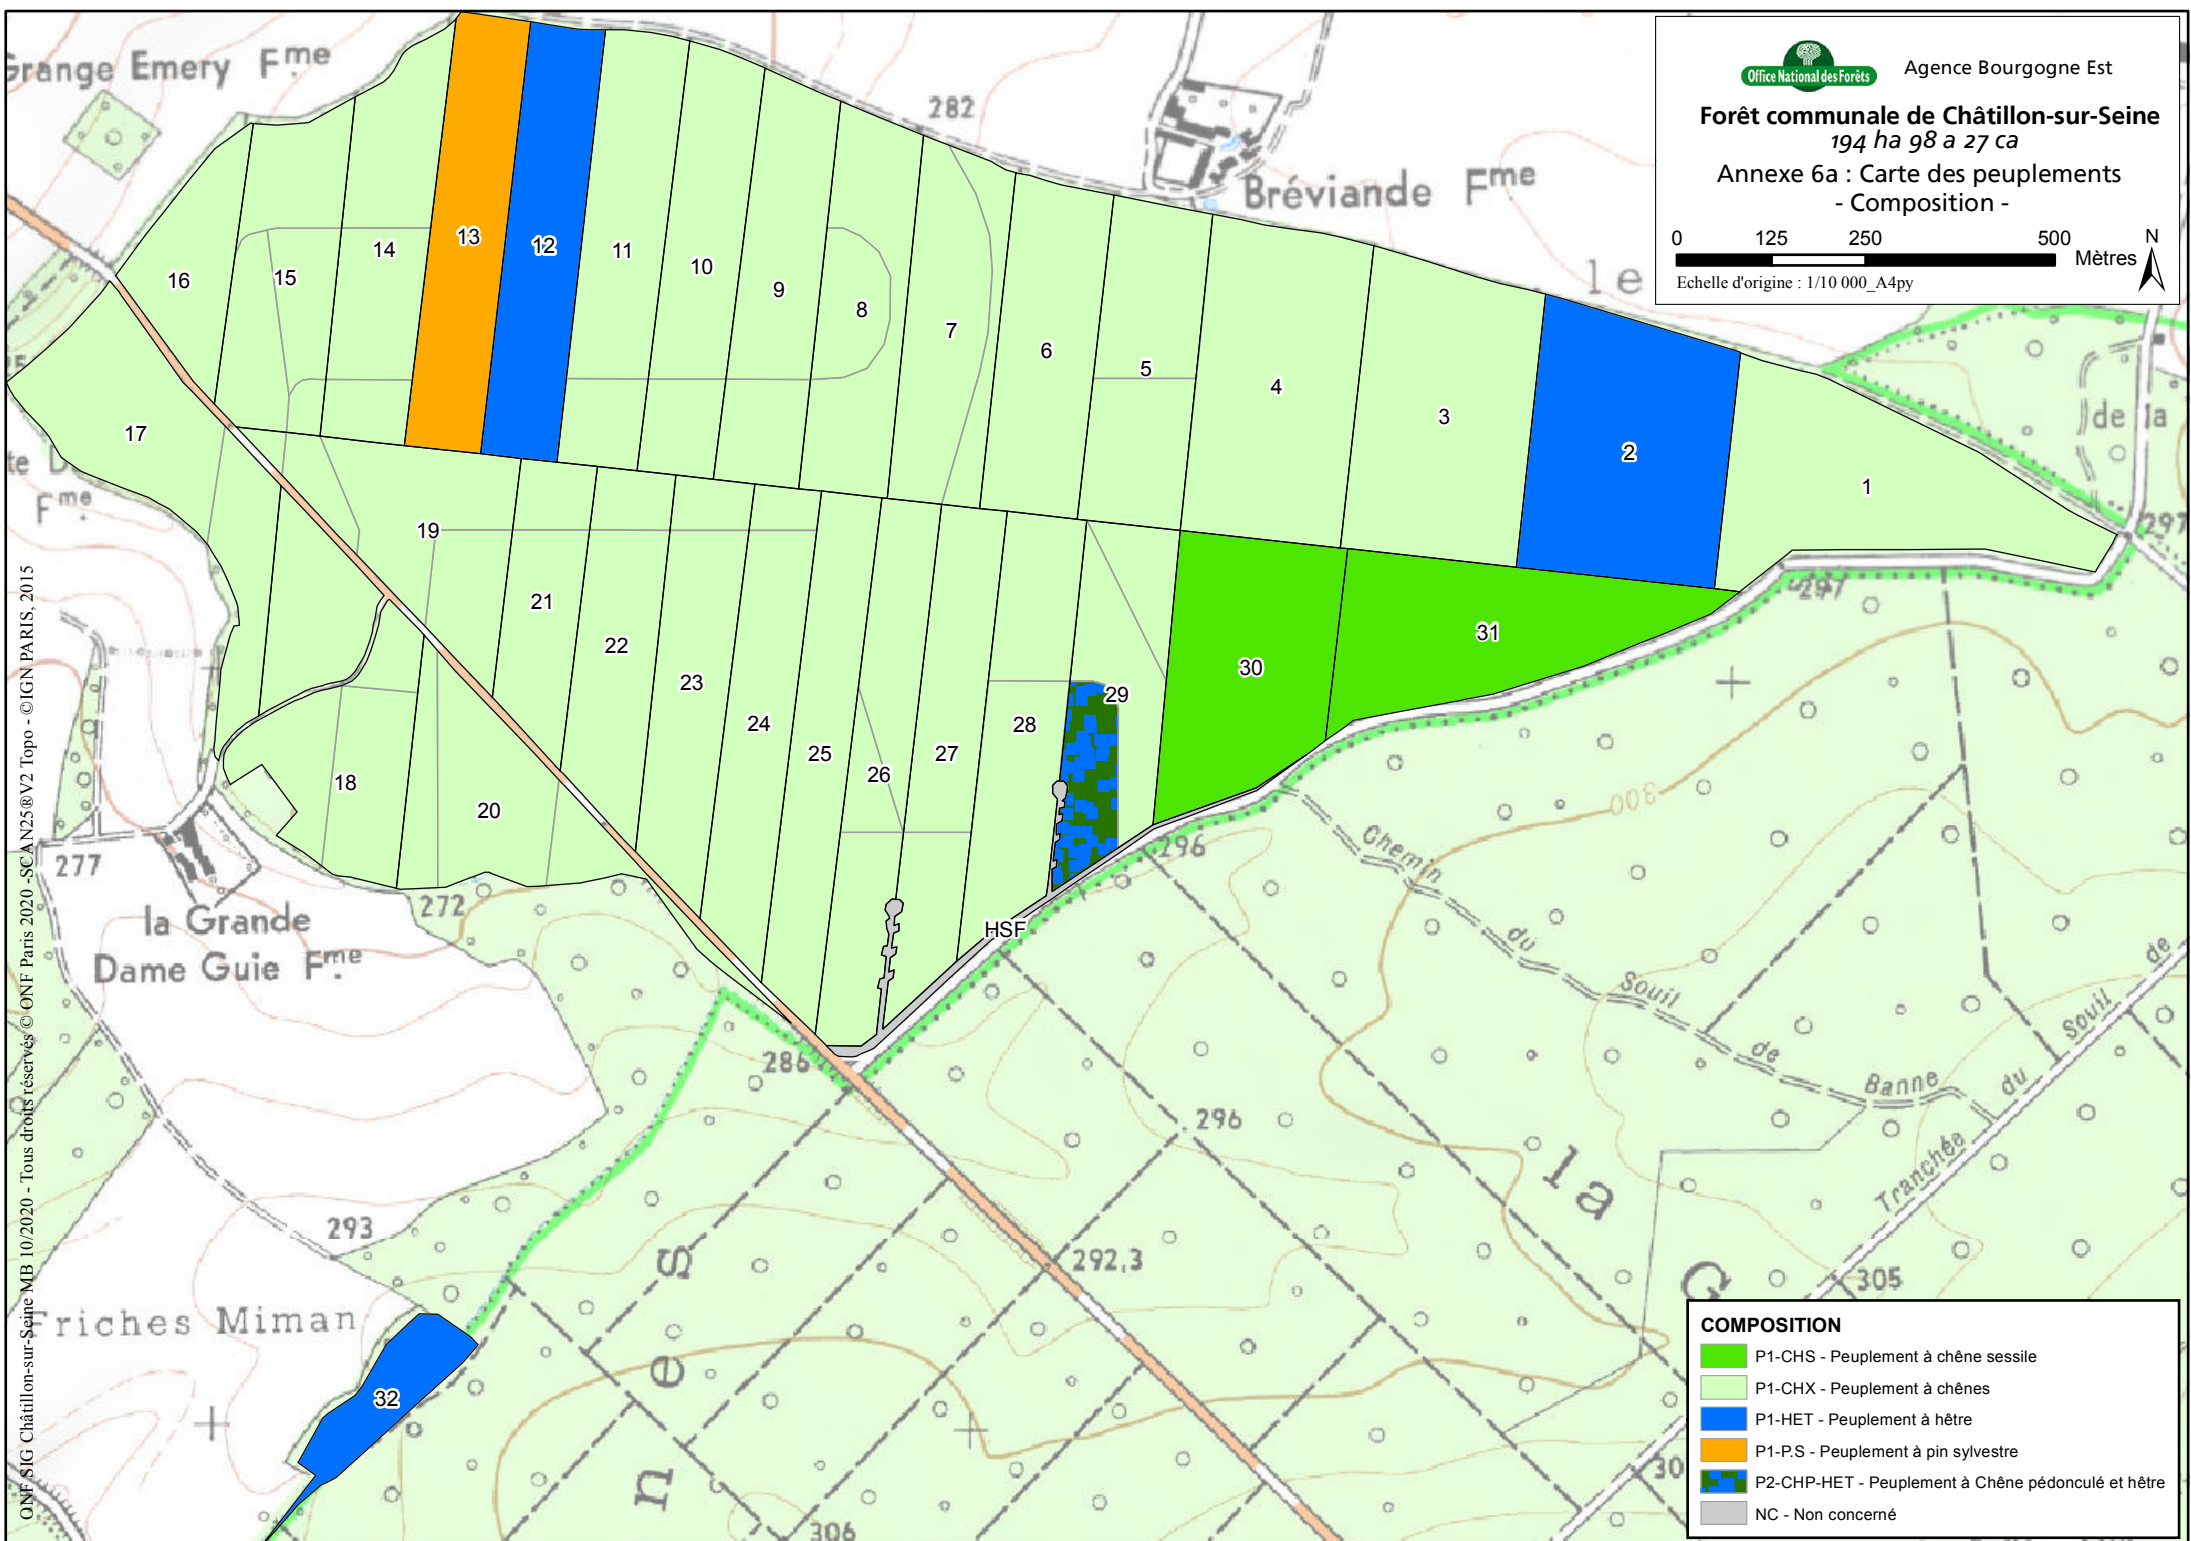 Office National des Forêts
Agence Bourgogne Est
Forêt communale de Châtillon-sur-Seine
194 ha 98 a 27 ca
Annexe 6a : Carte des peuplements
- Composition -
0 125 250 500
Mètres
N
Echelle d'origine : 1/10 000_A4py
Grange Emery Fme
282
Bréviande Fme
le
de la
297
13
12
11
10
9
8
7
6
5
4
3
2
1
14
15
16
17
19
21
22
23
24
25
26
27
28
29
30
31
18
20
HSF
297
Fme
277
272
la Grande
Dame Guie Fme
286
296
300
Chemin
du
Souil
de
Banne
Tranchée
du
Souil
de
296
la
G
293
292,3
305
Friches Miman
32
n e s
306
30
COMPOSITION
P1-CHS - Peuplement à chêne sessile
P1-CHX - Peuplement à chênes
P1-HET - Peuplement à hêtre
P1-P.S - Peuplement à pin sylvestre
P2-CHP-HET - Peuplement à Chêne pédonculé et hêtre
NC - Non concerné
ONF SIG Châtillon-sur-Seine MB 10/2020 - Tous droits réservés © ONF Paris 2020 -SCAN25®V2 Topo - ©IGN PARIS, 2015